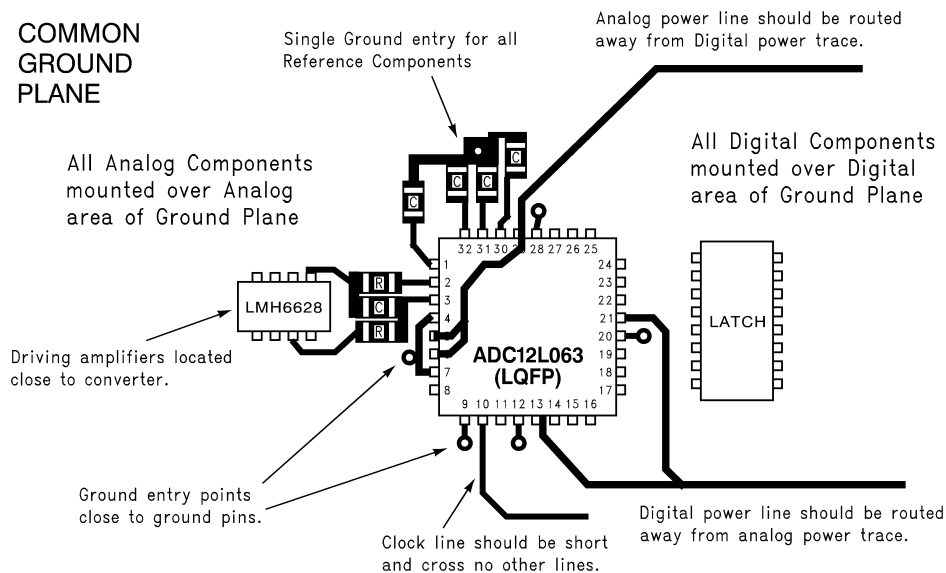 COMMON
GROUND
PLANE
Single Ground entry for all
Reference Components
Analog power line should be routed
away from Digital power trace.
All Analog Components
mounted over Analog
area of Ground Plane
All Digital Components
mounted over Digital
area of Ground Plane
C
C
C
C
32 31 30 28 27 26 25
1
2
3
4
7
8
24
23
22
21
20
19
18
17
R
C
R
LMH6628
LATCH
ADC12L063
(LQFP)
9 10 11 12 13 14 15 16
Driving amplifiers located
close to converter.
Ground entry points
close to ground pins.
Clock line should be short
and cross no other lines.
Digital power line should be routed
away from analog power trace.